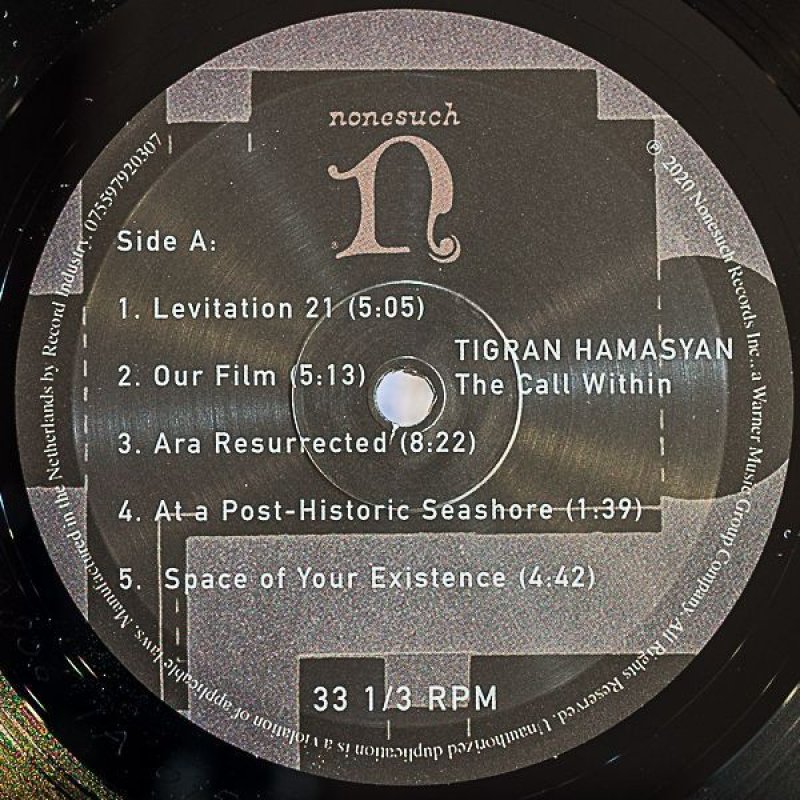 nonesuch
n
Side A:
1. Levitation 21 (5:05)
2. Our Film (5:13)
3. Ara Resurrected (8:22)
4. At a Post-Historic Seashore (1:39)
5. Space of Your Existence (4:42)
TIGRAN HAMASYAN
The Call Within
33 1/3 RPM
℗ 2020 Nonesuch Records Inc., a Warner Music Group Company. All Rights Reserved. Unauthorized duplication is a violation of applicable laws. Manufactured in the Netherlands by Record Industry. 075597920307